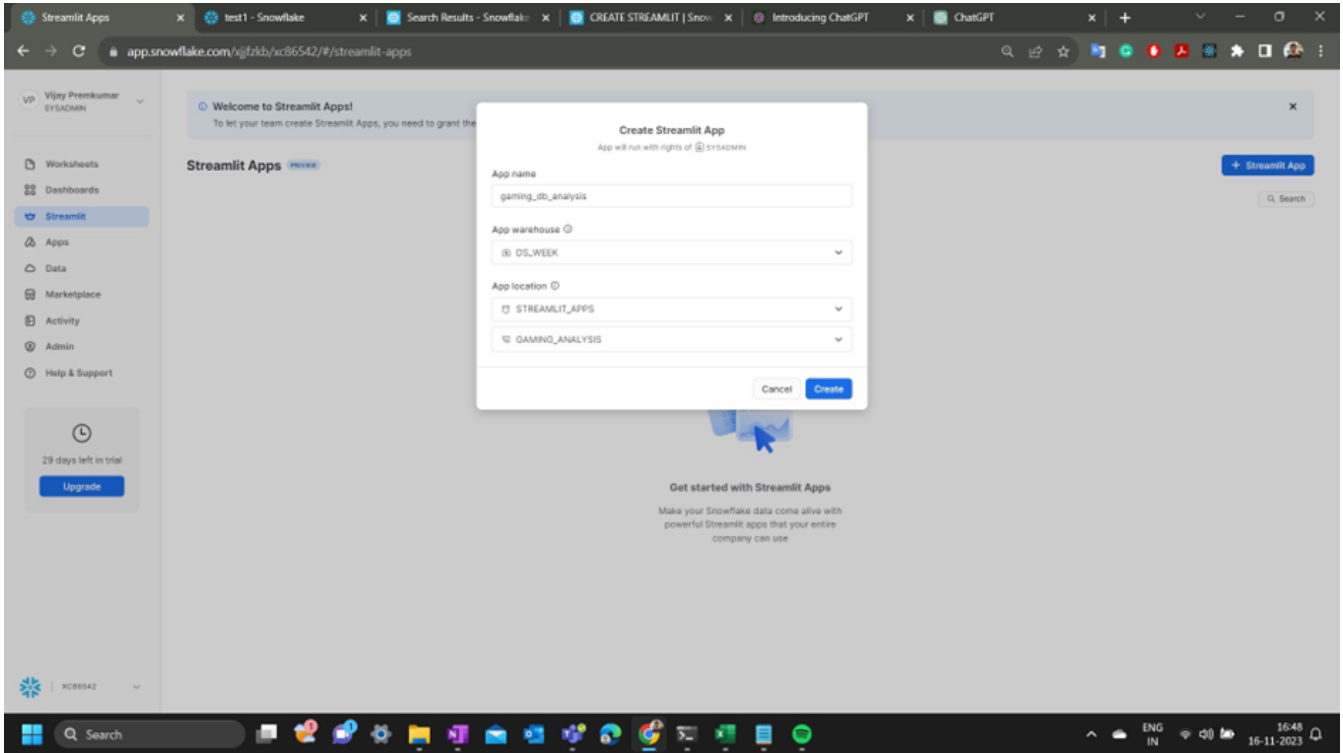 Streamlit Apps
test1 - Snowflake
Search Results - Snowflake
CREATE STREAMLIT | Snow
Introducing ChatGPT
ChatGPT
app.snowflake.com/xjjfzkb/xc86542/#/streamlit-apps
VP
Vijay Premkumar
SYSADMIN
Welcome to Streamlit Apps!
To let your team create Streamlit Apps, you need to grant the
Streamlit Apps PREVIEW
+ Streamlit App
Search
Worksheets
Dashboards
Streamlit
Apps
Data
Marketplace
Activity
Admin
Help & Support
29 days left in trial
Upgrade
Create Streamlit App
App will run with rights of SYSADMIN
App name
gaming_db_analysis
App warehouse
DS_WEEK
App location
STREAMLIT_APPS
GAMING_ANALYSIS
Cancel
Create
Get started with Streamlit Apps
Make your Snowflake data come alive with
powerful Streamlit apps that your entire
company can use
XC86542
Search
ENG
IN
16:48
16-11-2023